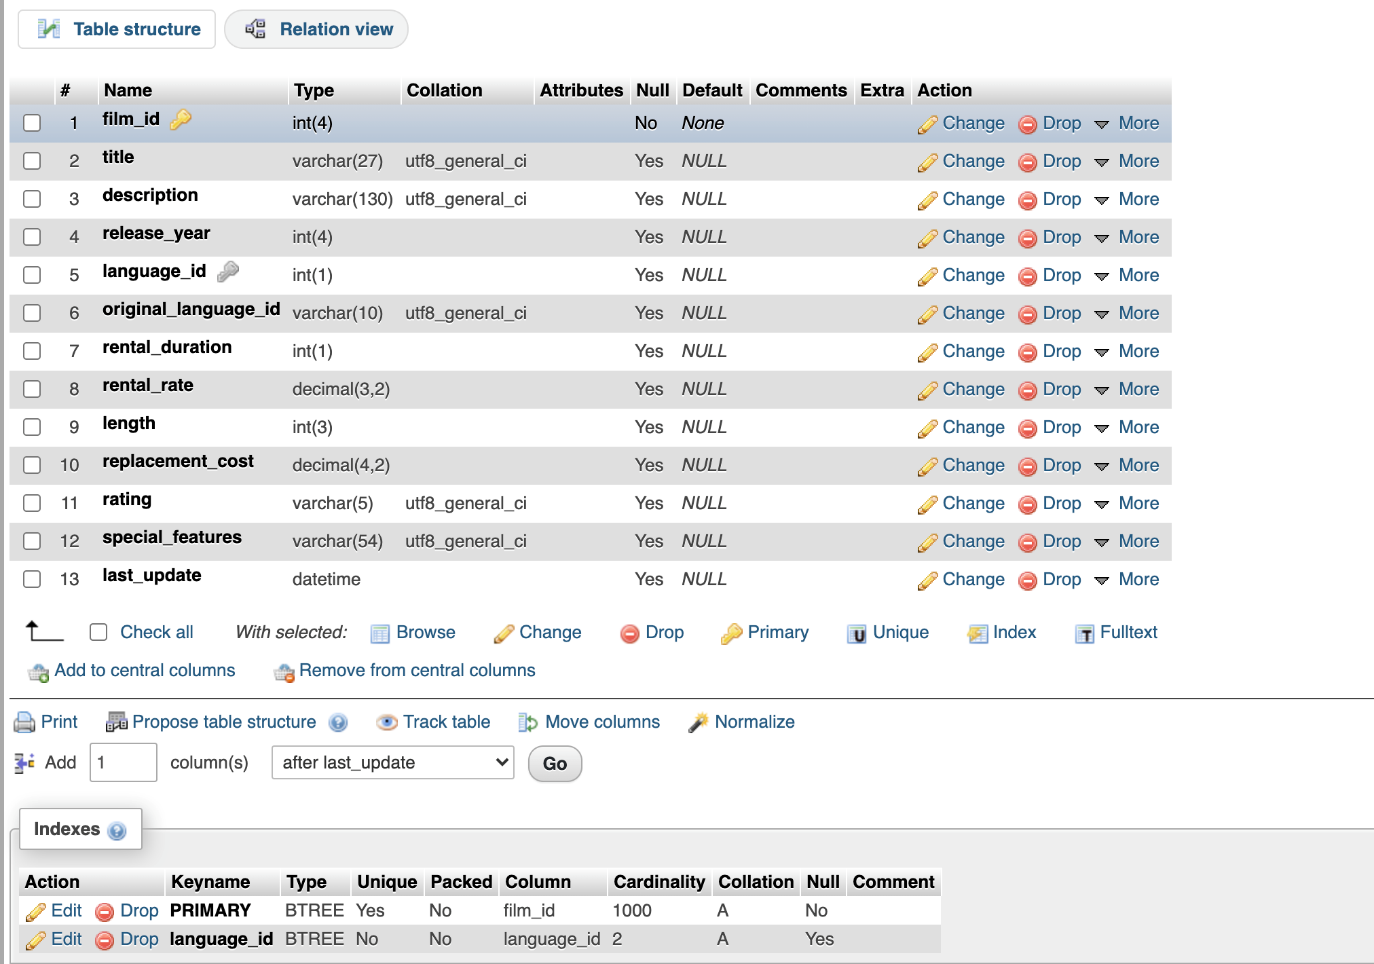 Table structure Relation view
# Name Type Collation Attributes Null Default Comments Extra Action
1 film_id int(4) No None Change Drop More
2 title varchar(27) utf8_general_ci Yes NULL Change Drop More
3 description varchar(130) utf8_general_ci Yes NULL Change Drop More
4 release_year int(4) Yes NULL Change Drop More
5 language_id int(1) Yes NULL Change Drop More
6 original_language_id varchar(10) utf8_general_ci Yes NULL Change Drop More
7 rental_duration int(1) Yes NULL Change Drop More
8 rental_rate decimal(3,2) Yes NULL Change Drop More
9 length int(3) Yes NULL Change Drop More
10 replacement_cost decimal(4,2) Yes NULL Change Drop More
11 rating varchar(5) utf8_general_ci Yes NULL Change Drop More
12 special_features varchar(54) utf8_general_ci Yes NULL Change Drop More
13 last_update datetime Yes NULL Change Drop More
Check all With selected: Browse Change Drop Primary U Unique Index T Fulltext
Add to central columns Remove from central columns
Print Propose table structure ? Track table Move columns Normalize
Add 1 column(s) after last_update Go
Indexes ?
Action Keyname Type Unique Packed Column Cardinality Collation Null Comment
Edit Drop PRIMARY BTREE Yes No film_id 1000 A No
Edit Drop language_id BTREE No No language_id 2 A Yes